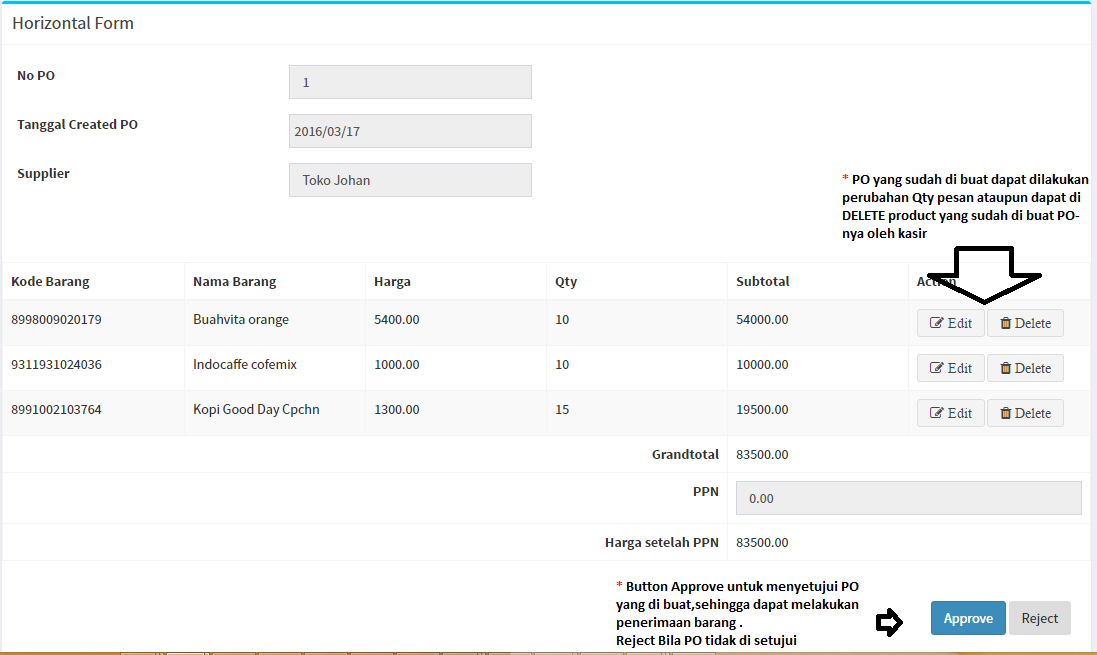 Horizontal Form
No PO 1
Tanggal Created PO 2016/03/17
Supplier Toko Johan
* PO yang sudah di buat dapat dilakukan
perubahan Qty pesan ataupun dapat di
DELETE product yang sudah di buat PO-
nya oleh kasir
Kode Barang Nama Barang Harga Qty Subtotal Action
8998009020179 Buahvita orange 5400.00 10 54000.00 Edit Delete
9311931024036 Indocaffe cofemix 1000.00 10 10000.00 Edit Delete
8991002103764 Kopi Good Day Cpchn 1300.00 15 19500.00 Edit Delete
Grandtotal 83500.00
PPN 0.00
Harga setelah PPN 83500.00
* Button Approve untuk menyetujui PO
yang di buat,sehingga dapat melakukan
penerimaan barang .
Reject Bila PO tidak di setujui
Approve Reject